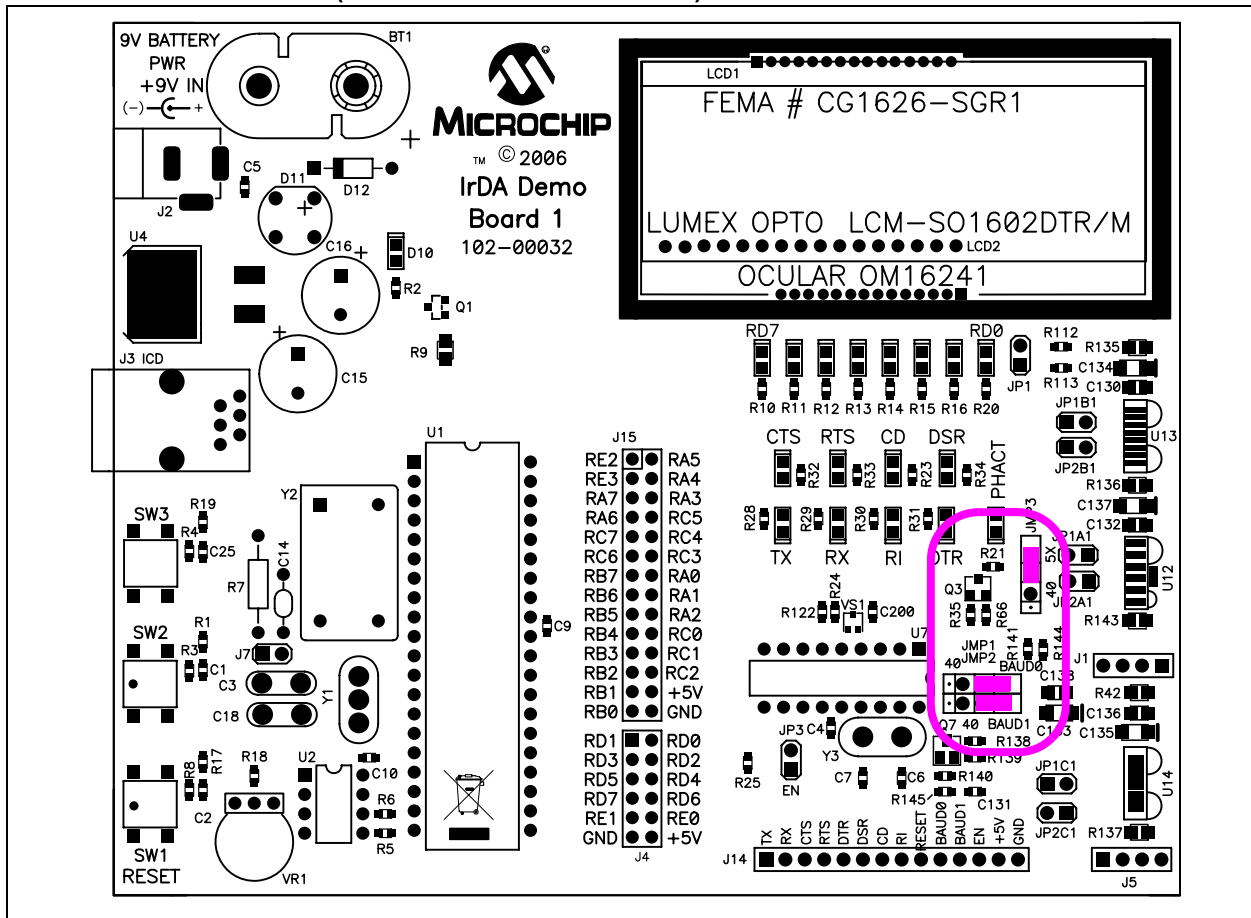 9V BATTERY
PWR
+9V IN
(-) +
BT1
MICROCHIP
™ © 2006
IrDA Demo
Board 1
102-00032
LCD1
FEMA # CG1626-SGR1
LUMEX OPTO LCM-SO1602DTR/M
LCD2
OCULAR OM16241
J2
C5
D11
D12
U4
C16
D10
R2
Q1
R9
C15
J3 ICD
RD7 RD0
R10 R11 R12 R13 R14 R15 R16 R20
JP1
R112
R113
R135
C134
C130
JP1B1
JP2B1
U13
R136
C137
C132
CTS RTS CD DSR
R32 R33 R23 R34
PHACT
R28 R29 R30 R31
TX RX RI DTR
R21
JMP3
5X
40
JP1A1
JP2A1
U12
R143
U1
J15
RE2 RA5
RE3 RA4
RA7 RA3
RA6 RC5
RC7 RC4
RC6 RC3
RB7 RA0
RB6 RA1
RB5 RA2
RB4 RC0
RB3 RC1
RB2 RC2
RB1 +5V
RB0 GND
RD1 RD0
RD3 RD2
RD5 RD4
RD7 RD6
RE1 RE0
GND +5V
J4
SW3
R19
R4
C25
R7
C14
Y2
SW2
R1
R3
C1
J7
C3
C18
Y1
C9
R8
R17
C2
R18
U2
C10
R6
R5
SW1
RESET
VR1
R122
R24
VS1
C200
U7
Q3
R35
R66
R141
R144
JMP1
JMP2
40 BAUD0
C138
J1
R42
C136
C133
C135
Q7 40 BAUD1
R138
R139
R140
R145
C131
JP3
EN
R25
C4
Y3
C7
C6
JP1C1
JP2C1
U14
R137
J14
TX RX CTS RTS DTR DSR CD RI RESET BAUD0 BAUD1 EN +5V GND
J5